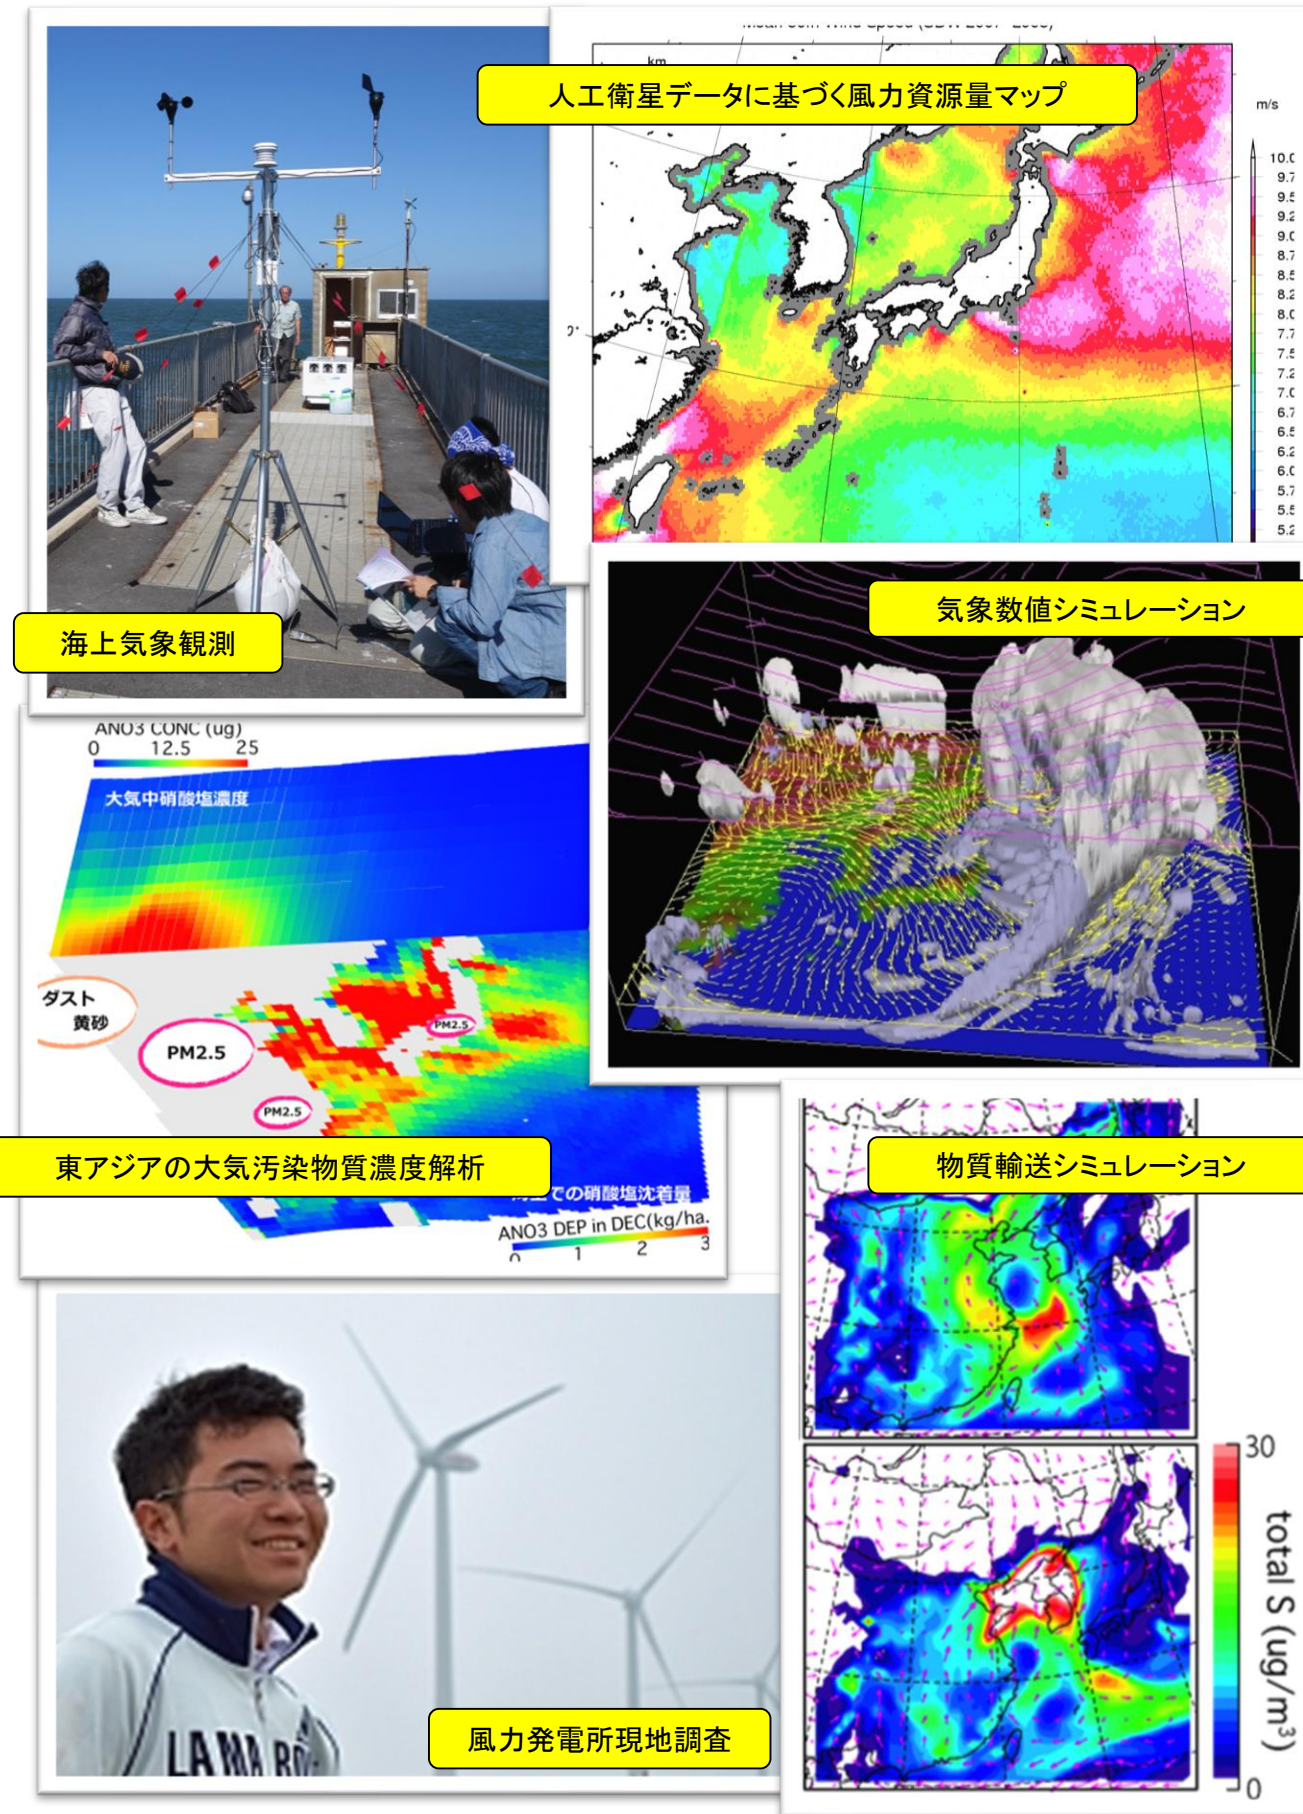 人工衛星データに基づく風力資源量マップ
km
m/s
10.0
9.7
9.5
9.2
9.0
8.7
8.5
8.2
8.0
7.7
7.5
7.2
7.0
6.7
6.5
6.2
6.0
5.7
5.5
5.2
海上気象観測
気象数値シミュレーション
ANO3 CONC (ug)
0 12.5 25
大気中硝酸塩濃度
ダスト
黄砂
PM2.5
PM2.5
PM2.5
東アジアの大気汚染物質濃度解析
での硝酸塩沈着量
ANO3 DEP in DEC(kg/ha.
0 1 2 3
物質輸送シミュレーション
30
total S (ug/m³)
0
LAMA RO
風力発電所現地調査